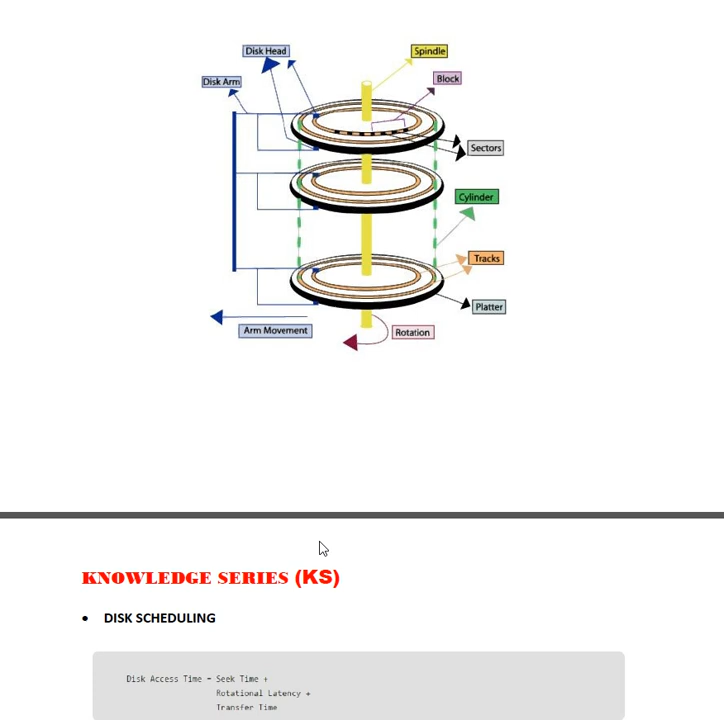 Disk Head
Spindle
Disk Arm
Block
Sectors
Cylinder
Tracks
Platter
Arm Movement
Rotation
KNOWLEDGE SERIES (KS)
• DISK SCHEDULING
Disk Access Time = Seek Time +
Rotational Latency +
Transfer Time